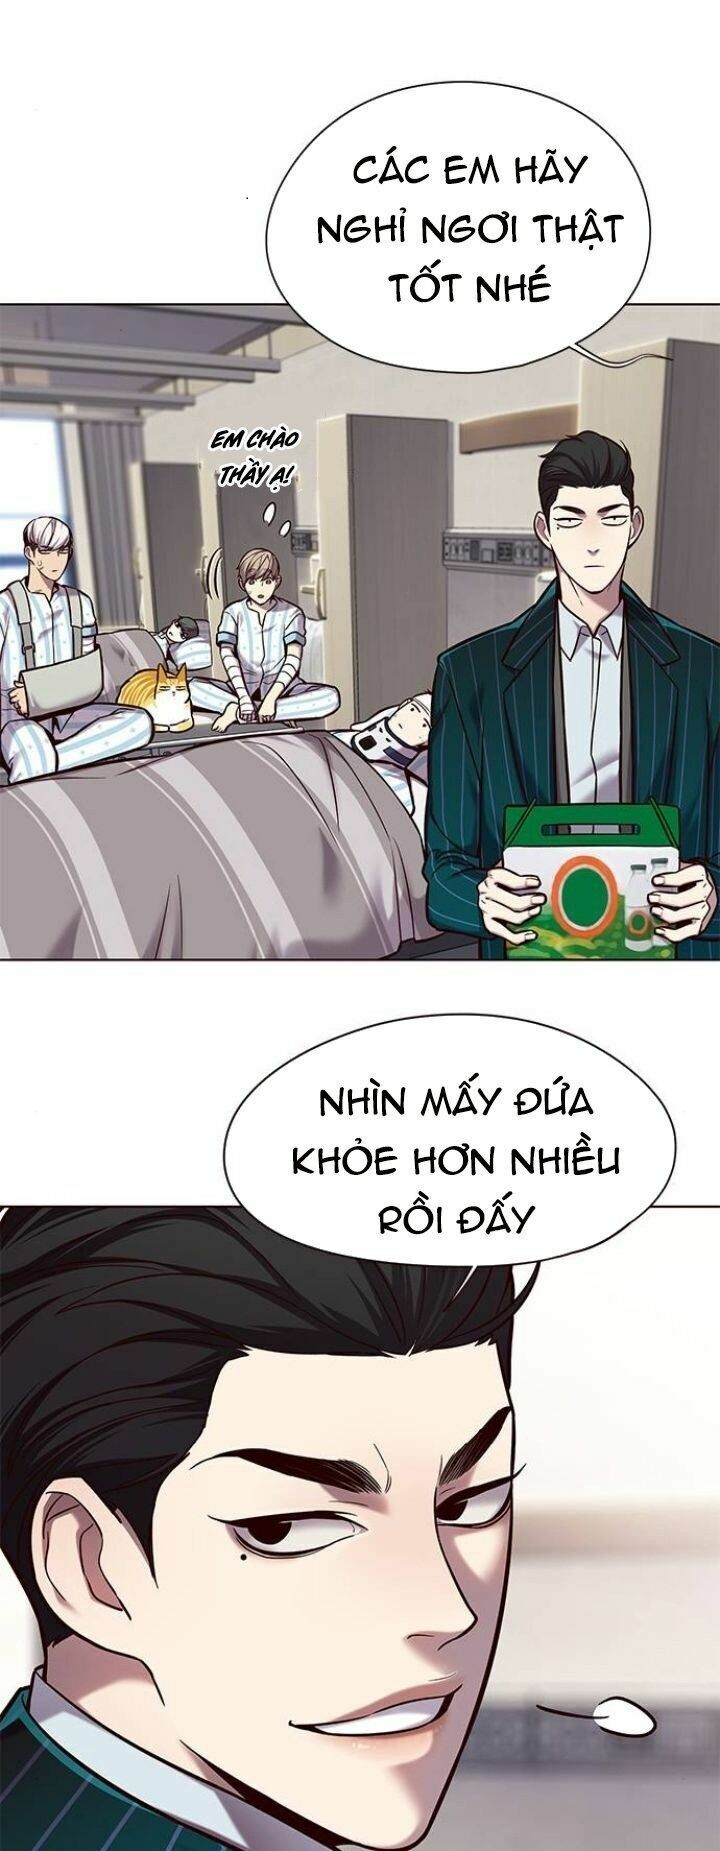 CÁC EM HÃY
NGHỈ NGƠI THẬT
TỐT NHÉ
EM CHÀO
THẦY Ạ!
NHÌN MẤY ĐỨA
KHỎE HƠN NHIỀU
RỒI ĐẤY